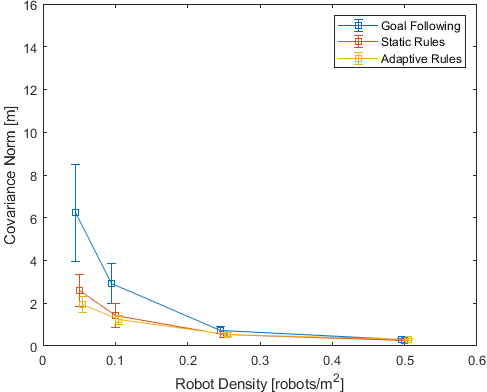 16
14
12
10
8
6
4
2
0
Covariance Norm [m]
Goal Following
Static Rules
Adaptive Rules
0 0.1 0.2 0.3 0.4 0.5 0.6
Robot Density [robots/m²]